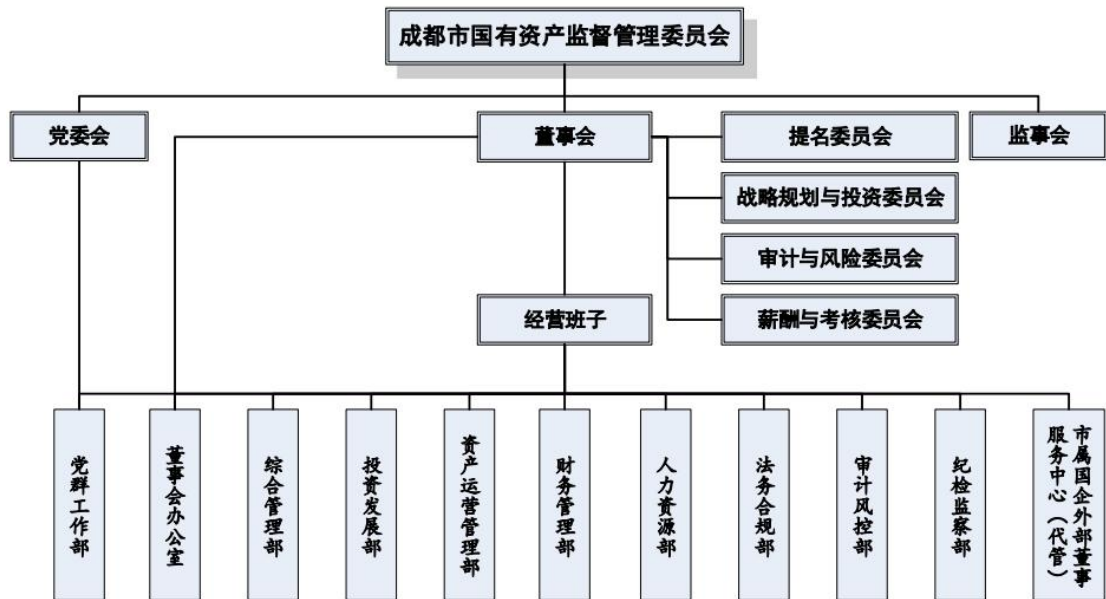 成都市国有资产监督管理委员会
党委会
董事会
提名委员会
监事会
战略规划与投资委员会
审计与风险委员会
经营班子
薪酬与考核委员会
党群工作部
董事会办公室
综合管理部
投资发展部
资产运营管理部
财务管理部
人力资源部
法务合规部
审计风控部
纪检监察部
市属国企外部董事
服务中心（代管）